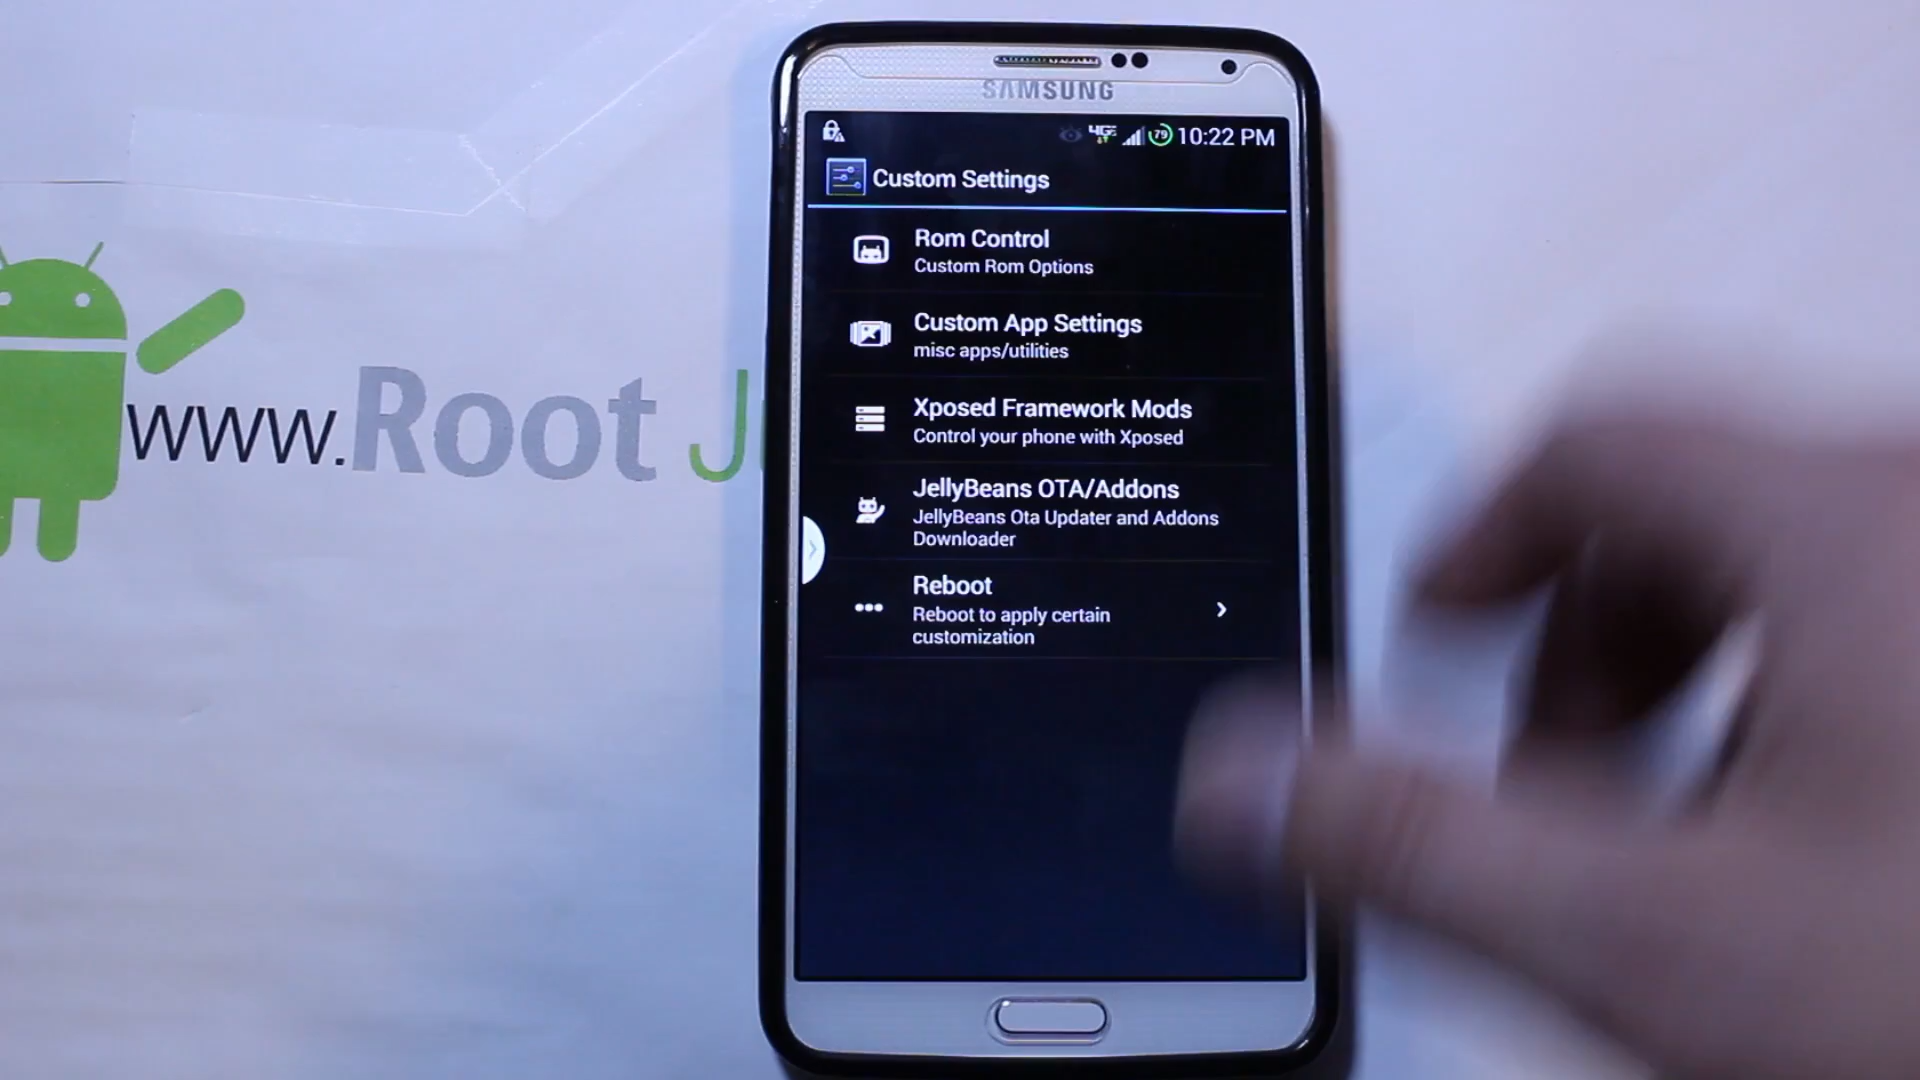 SAMSUNG
4G 79 10:22 PM
Custom Settings
Rom Control
Custom Rom Options
Custom App Settings
misc apps/utilities
Xposed Framework Mods
Control your phone with Xposed
JellyBeans OTA/Addons
JellyBeans Ota Updater and Addons
Downloader
Reboot
Reboot to apply certain
customization
www.Root J